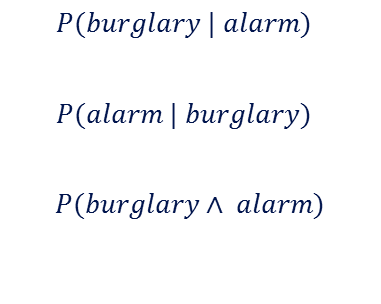 P(burglary | alarm)
P(alarm | burglary)
P(burglary ∧ alarm)